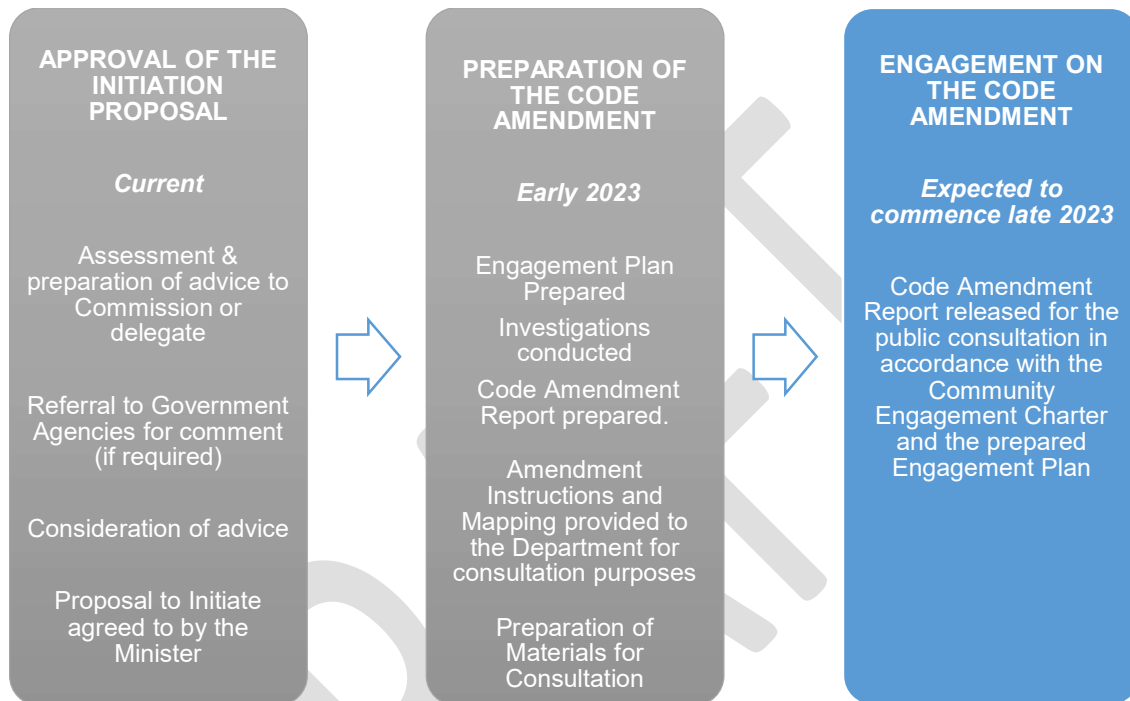 APPROVAL OF THE
INITIATION
PROPOSAL
Current
Assessment &
preparation of advice to
Commission or
delegate
Referral to Government
Agencies for comment
(if required)
Consideration of advice
Proposal to Initiate
agreed to by the
Minister
PREPARATION OF
THE CODE
AMENDMENT
Early 2023
Engagement Plan
Prepared
Investigations
conducted
Code Amendment
Report prepared.
Amendment
Instructions and
Mapping provided to
the Department for
consultation purposes
Preparation of
Materials for
Consultation
ENGAGEMENT ON
THE CODE
AMENDMENT
Expected to
commence late 2023
Code Amendment
Report released for the
public consultation in
accordance with the
Community
Engagement Charter
and the prepared
Engagement Plan